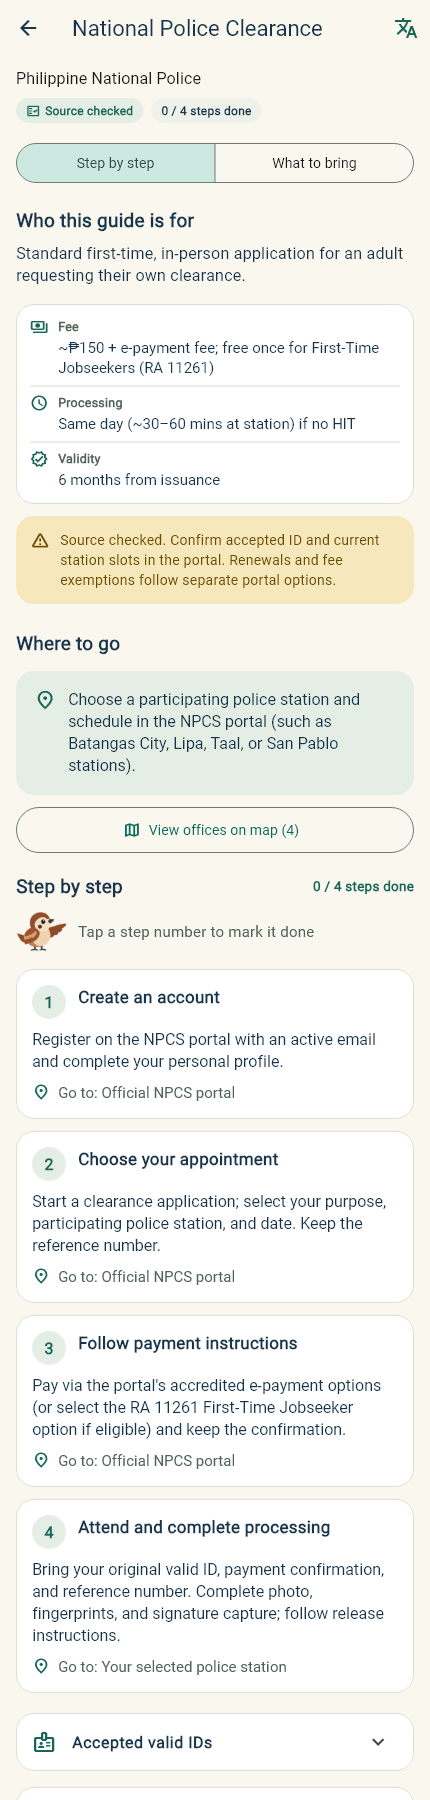 National Police Clearance
Philippine National Police
Source checked
0 / 4 steps done
Step by step
What to bring
Who this guide is for
Standard first-time, in-person application for an adult
requesting their own clearance.
Fee
~₱150 + e-payment fee; free once for First-Time
Jobseekers (RA 11261)
Processing
Same day (~30–60 mins at station) if no HIT
Validity
6 months from issuance
Source checked. Confirm accepted ID and current
station slots in the portal. Renewals and fee
exemptions follow separate portal options.
Where to go
Choose a participating police station and
schedule in the NPCS portal (such as
Batangas City, Lipa, Taal, or San Pablo
stations).
View offices on map (4)
Step by step
0 / 4 steps done
Tap a step number to mark it done
1
Create an account
Register on the NPCS portal with an active email
and complete your personal profile.
Go to: Official NPCS portal
2
Choose your appointment
Start a clearance application; select your purpose,
participating police station, and date. Keep the
reference number.
Go to: Official NPCS portal
3
Follow payment instructions
Pay via the portal's accredited e-payment options
(or select the RA 11261 First-Time Jobseeker
option if eligible) and keep the confirmation.
Go to: Official NPCS portal
4
Attend and complete processing
Bring your original valid ID, payment confirmation,
and reference number. Complete photo,
fingerprints, and signature capture; follow release
instructions.
Go to: Your selected police station
Accepted valid IDs